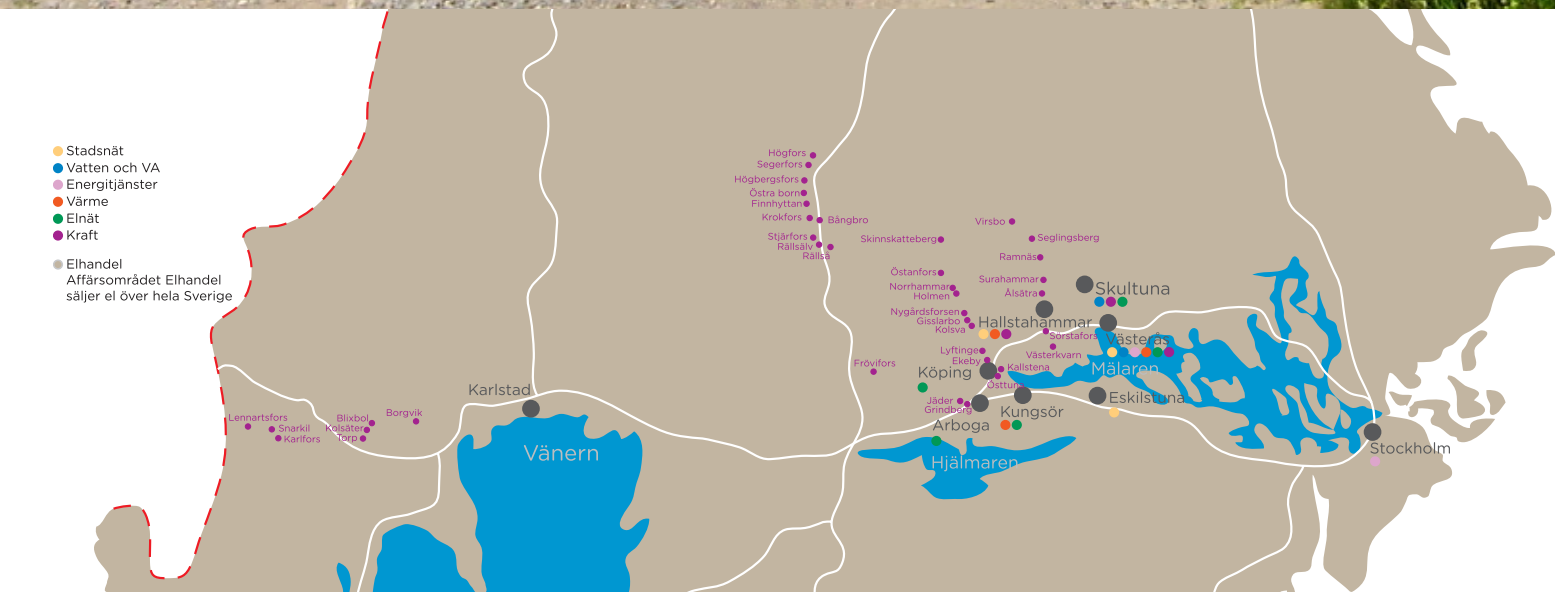 Stadsnät
Vatten och VA
Energitjänster
Värme
Elnät
Kraft
Elhandel
Affärsområdet Elhandel
säljer el över hela Sverige
Högfors
Segerfors
Högbergsfors
Östra born
Finnhyttan
Krokfors
Bångbro
Stjärfors
Rällsälv
Rällså
Virsbo
Seglingsberg
Skinnskatteberg
Ramnäs
Östanfors
Surahammar
Norrhammar
Holmen
Ålsätra
Skultuna
Nygårdsforsen
Gisslarbo
Kolsva
Hallstahammar
Sörstafors
Västerås
Lyftinge
Västerkvarn
Ekeby
Frövifors
Kallstena
Mälaren
Köping
Östtuna
Karlstad
Eskilstuna
Jäder
Grindberg
Kungsör
Arboga
Lennartsfors
Snarkil
Karlfors
Blixbol
Kolsäter
Torp
Borgvik
Vänern
Hjälmaren
Stockholm